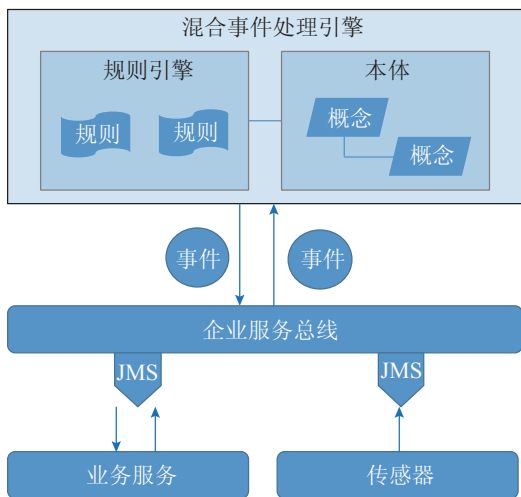 混合事件处理引擎
规则引擎
本体
规则
规则
概念
概念
事件
事件
企业服务总线
JMS
JMS
业务服务
传感器